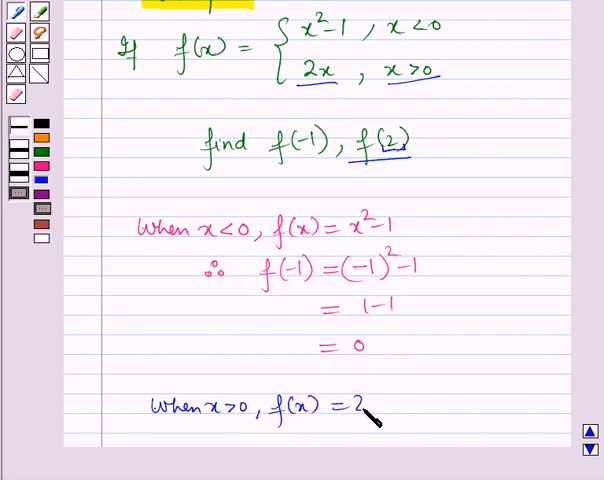 If f(x) = { x²-1 , x<0
2x , x>0
find f(-1), f(2)
When x<0, f(x) = x²-1
∴ f(-1) = (-1)²-1
= 1-1
= 0
When x>0, f(x) = 2